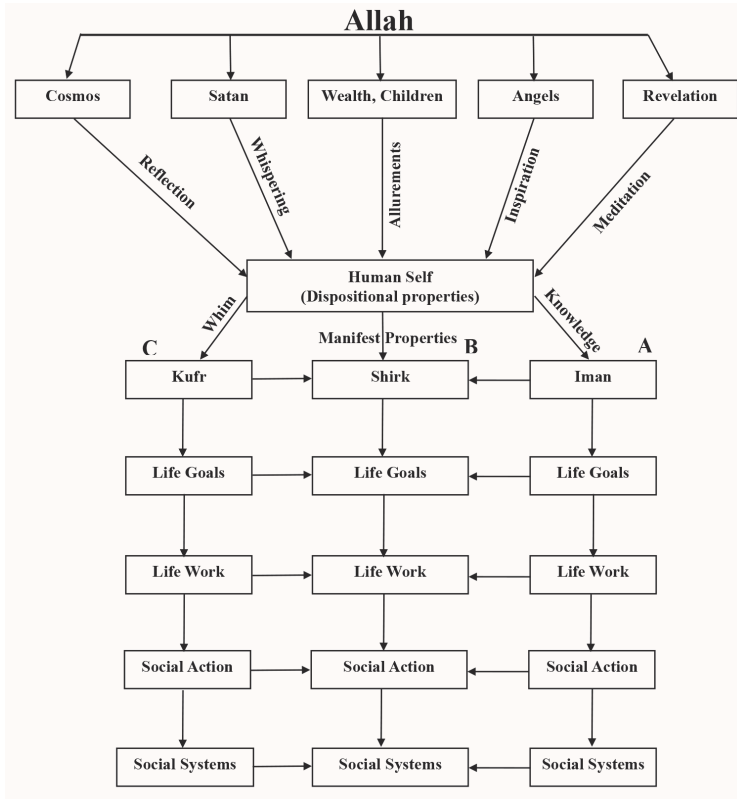 Allah
Cosmos
Satan
Wealth, Children
Angels
Revelation
Reflection
Whispering
Allurements
Inspiration
Meditation
Human Self
(Dispositional properties)
Whim
Manifest Properties
Knowledge
C
B
A
Kufr
Shirk
Iman
Life Goals
Life Goals
Life Goals
Life Work
Life Work
Life Work
Social Action
Social Action
Social Action
Social Systems
Social Systems
Social Systems